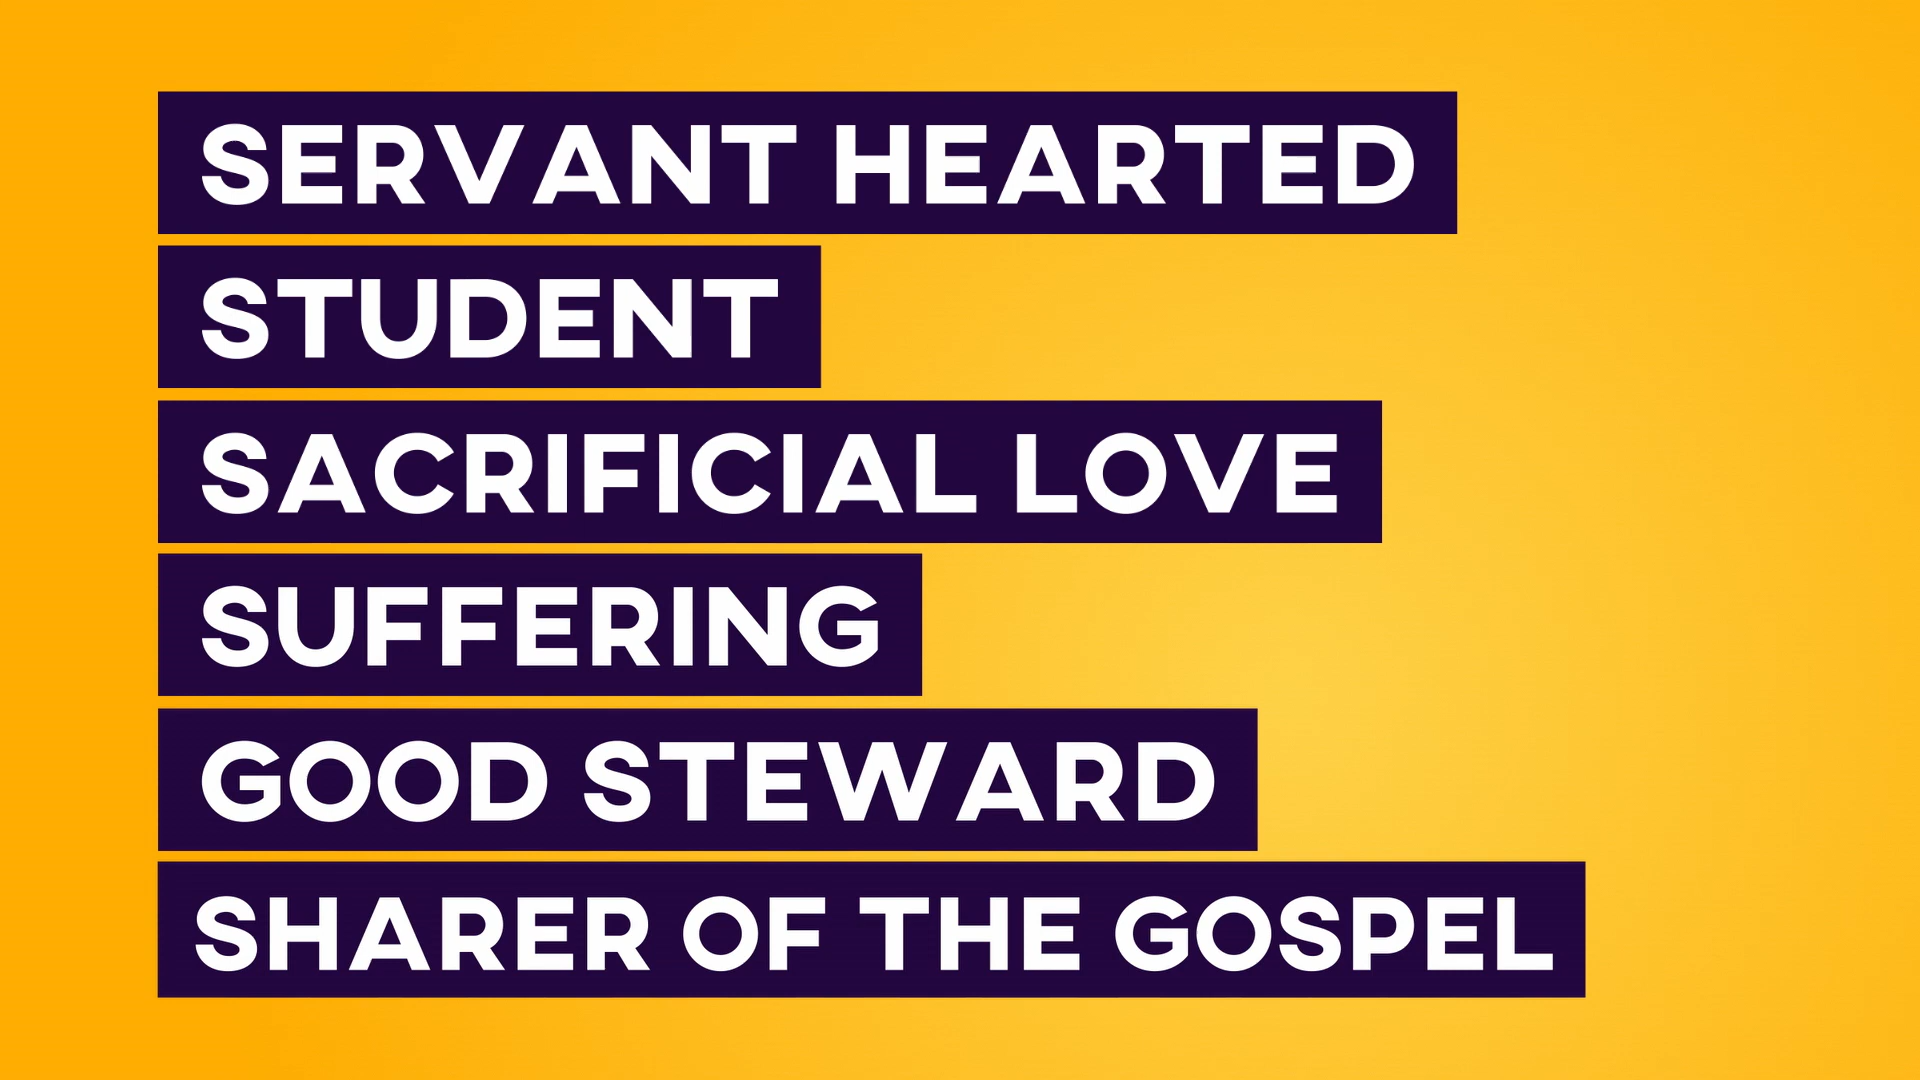 SERVANT HEARTED
STUDENT
SACRIFICIAL LOVE
SUFFERING
GOOD STEWARD
SHARER OF THE GOSPEL